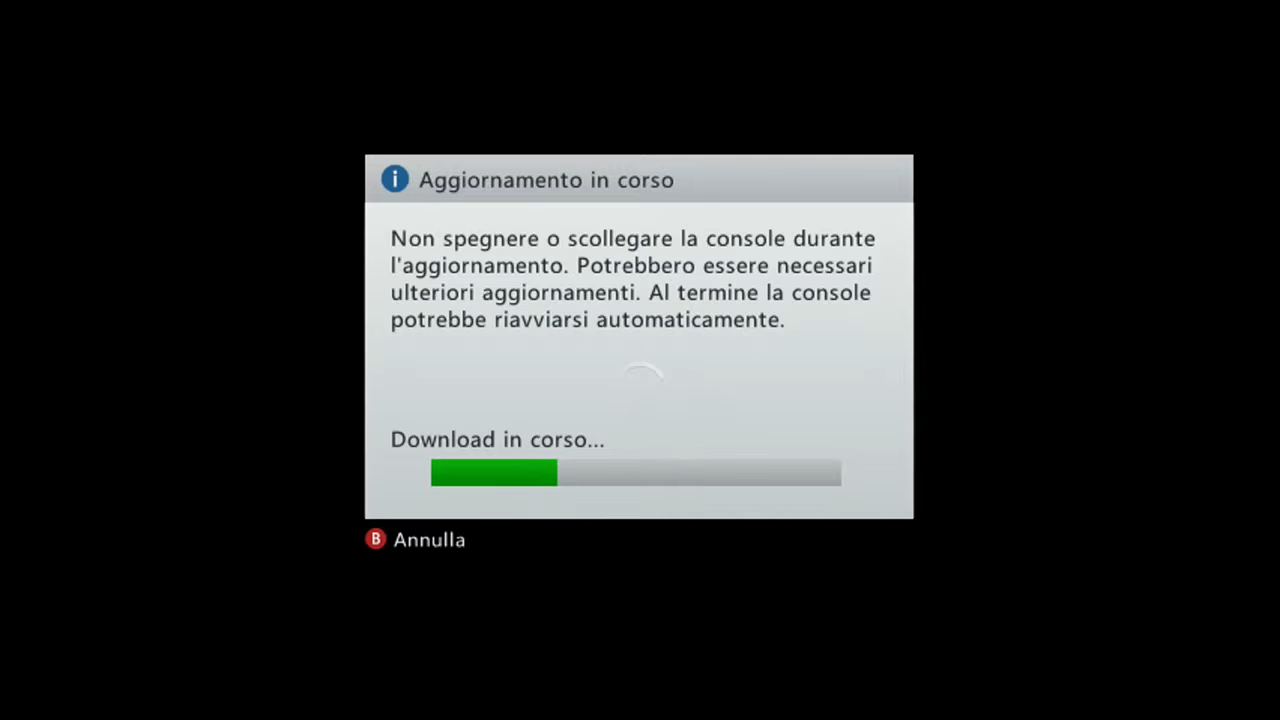 Aggiornamento in corso
Non spegnere o scollegare la console durante
l'aggiornamento. Potrebbero essere necessari
ulteriori aggiornamenti. Al termine la console
potrebbe riavviarsi automaticamente.
Download in corso...
B Annulla